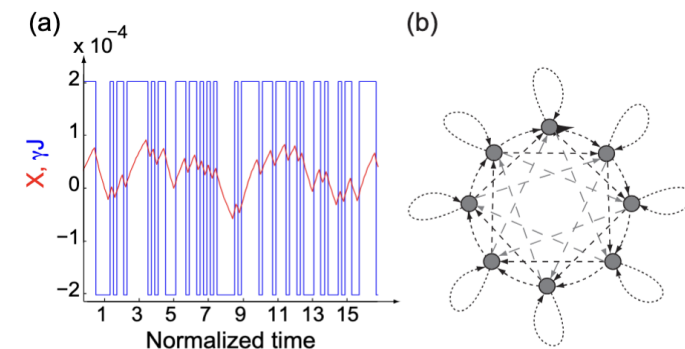 (a)
(b)
x 10⁻⁴
2
1
0
−1
−2
X, γJ
1 3 5 7 9 11 13 15
Normalized time